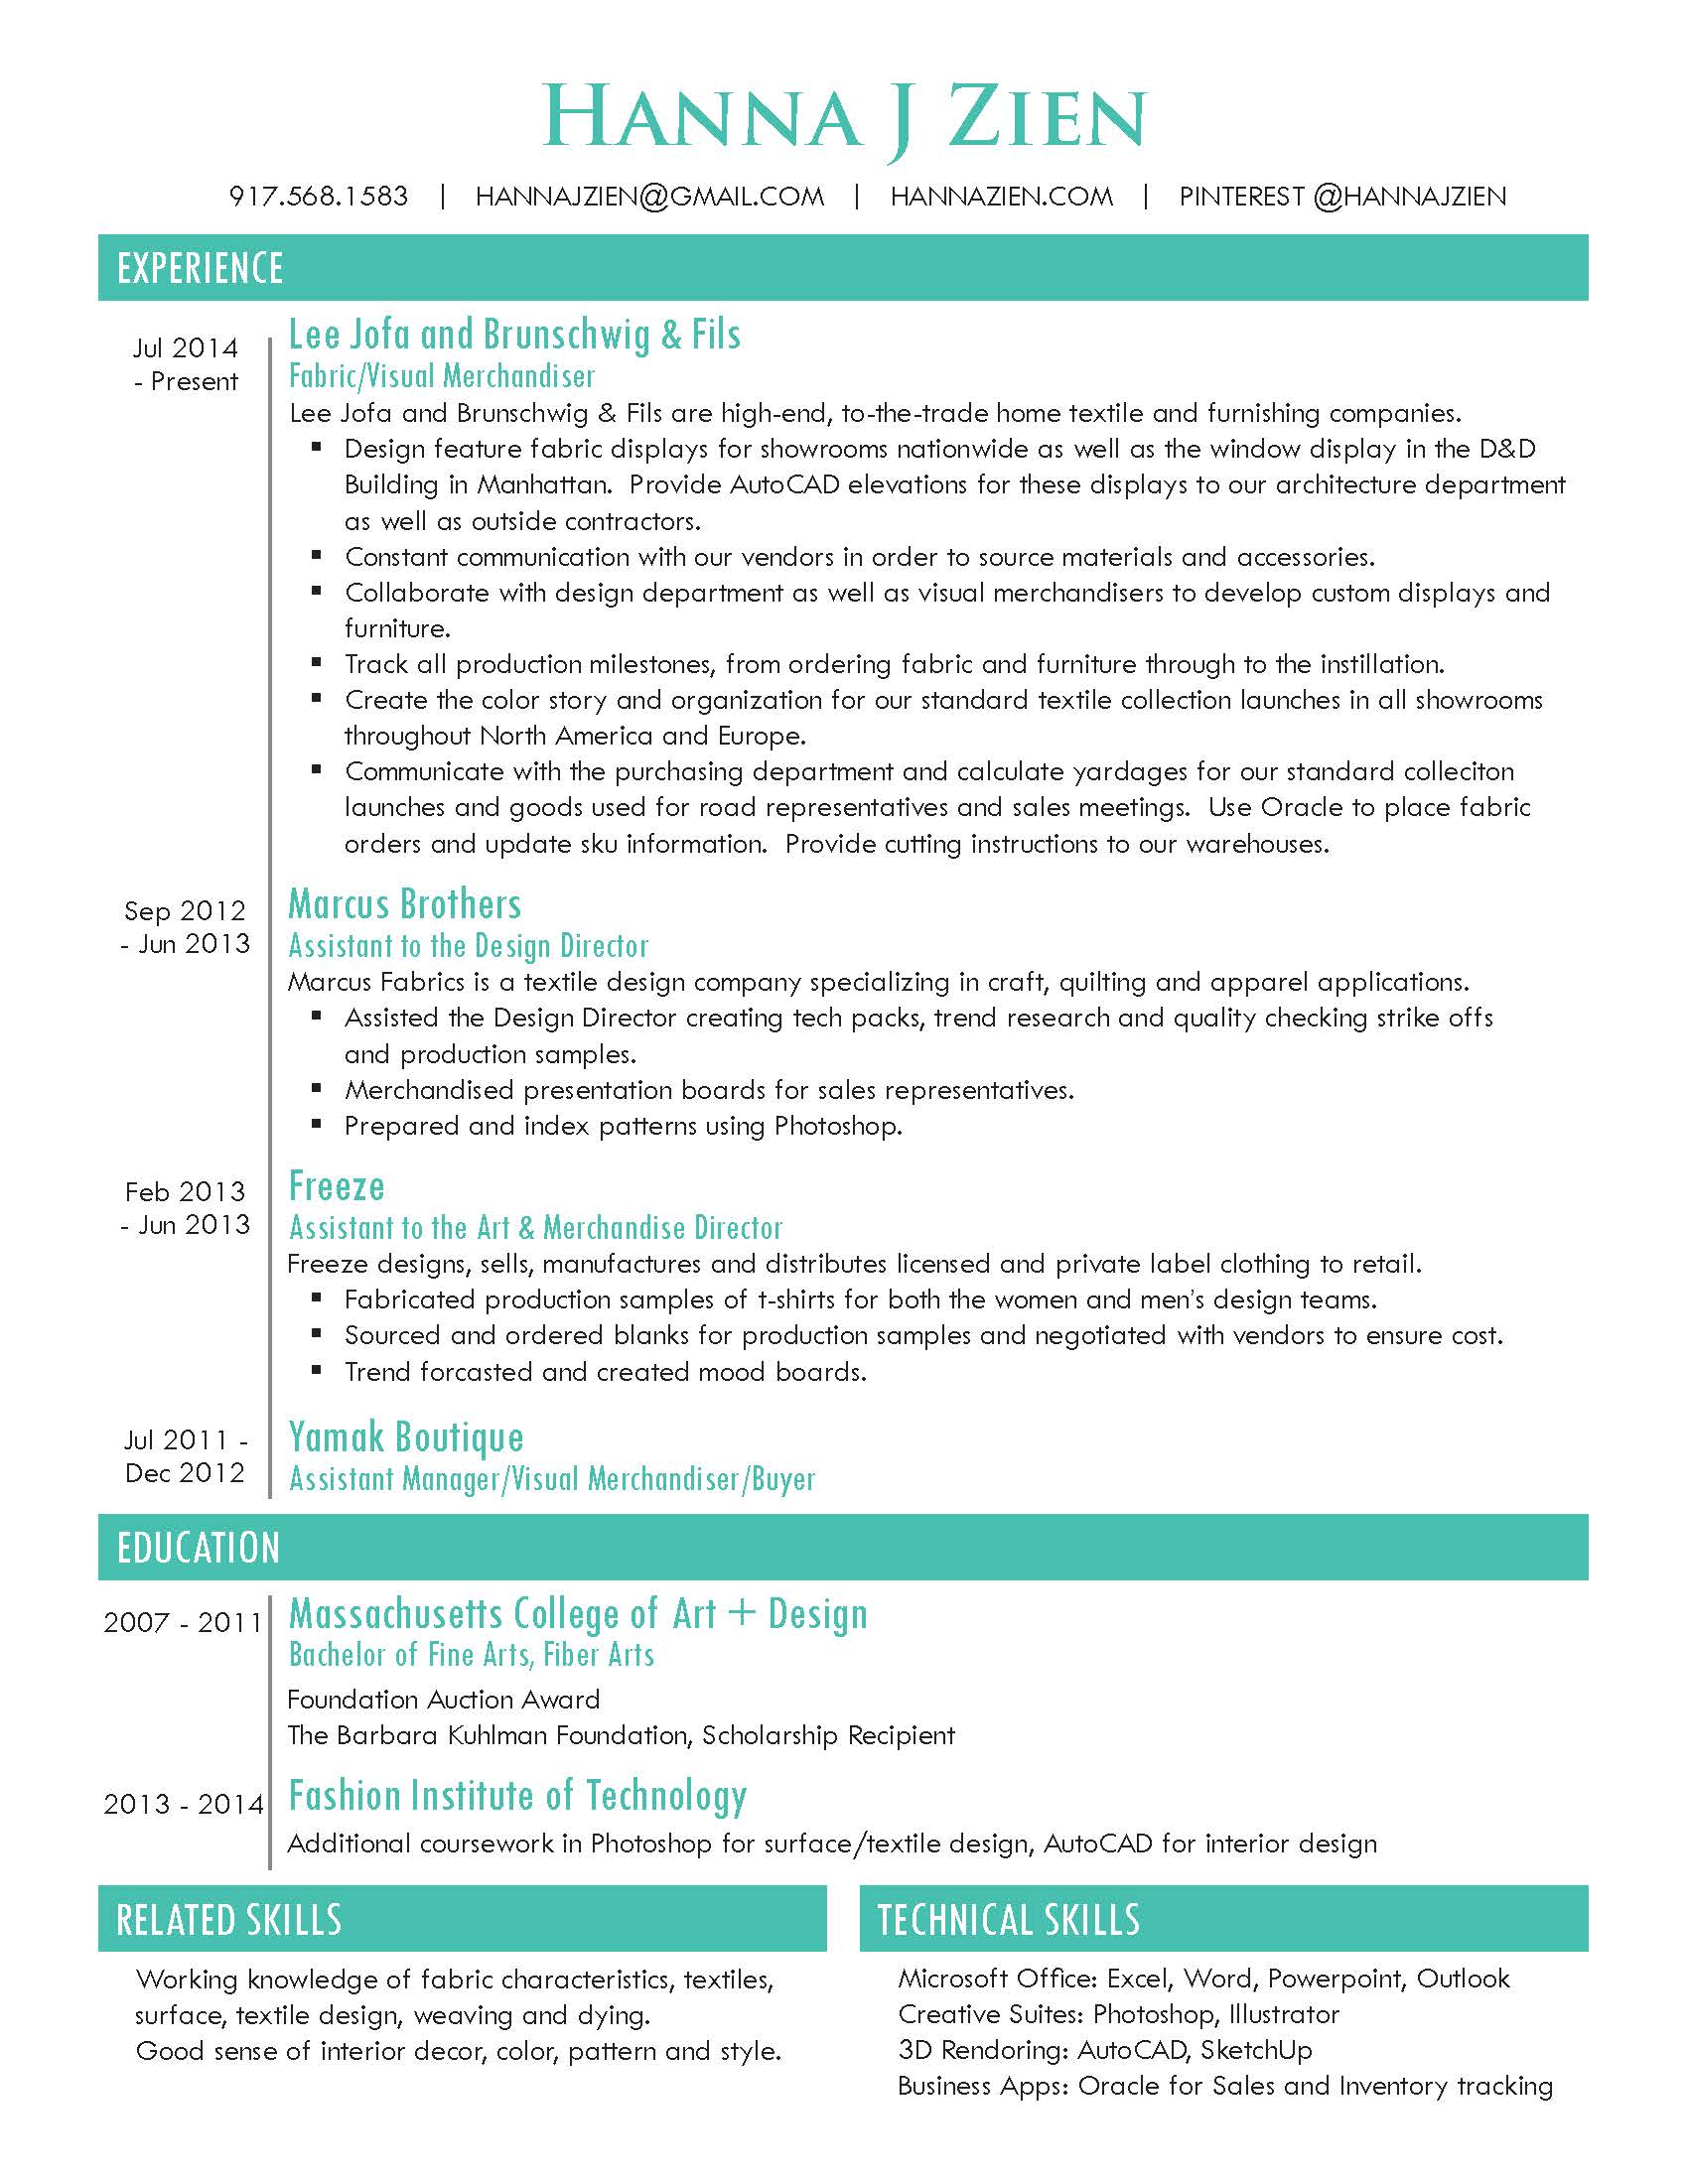 HANNA J ZIEN
917.568.1583 | HANNAJZIEN@GMAIL.COM | HANNAZIEN.COM | PINTEREST @HANNAJZIEN
EXPERIENCE
Jul 2014
- Present
Lee Jofa and Brunschwig & Fils
Fabric/Visual Merchandiser
Lee Jofa and Brunschwig & Fils are high-end, to-the-trade home textile and furnishing companies.
▪ Design feature fabric displays for showrooms nationwide as well as the window display in the D&D
Building in Manhattan. Provide AutoCAD elevations for these displays to our architecture department
as well as outside contractors.
▪ Constant communication with our vendors in order to source materials and accessories.
▪ Collaborate with design department as well as visual merchandisers to develop custom displays and
furniture.
▪ Track all production milestones, from ordering fabric and furniture through to the instillation.
▪ Create the color story and organization for our standard textile collection launches in all showrooms
throughout North America and Europe.
▪ Communicate with the purchasing department and calculate yardages for our standard colleciton
launches and goods used for road representatives and sales meetings. Use Oracle to place fabric
orders and update sku information. Provide cutting instructions to our warehouses.
Sep 2012
- Jun 2013
Marcus Brothers
Assistant to the Design Director
Marcus Fabrics is a textile design company specializing in craft, quilting and apparel applications.
▪ Assisted the Design Director creating tech packs, trend research and quality checking strike offs
and production samples.
▪ Merchandised presentation boards for sales representatives.
▪ Prepared and index patterns using Photoshop.
Feb 2013
- Jun 2013
Freeze
Assistant to the Art & Merchandise Director
Freeze designs, sells, manufactures and distributes licensed and private label clothing to retail.
▪ Fabricated production samples of t-shirts for both the women and men's design teams.
▪ Sourced and ordered blanks for production samples and negotiated with vendors to ensure cost.
▪ Trend forcasted and created mood boards.
Jul 2011 -
Dec 2012
Yamak Boutique
Assistant Manager/Visual Merchandiser/Buyer
EDUCATION
2007 - 2011
Massachusetts College of Art + Design
Bachelor of Fine Arts, Fiber Arts
Foundation Auction Award
The Barbara Kuhlman Foundation, Scholarship Recipient
2013 - 2014
Fashion Institute of Technology
Additional coursework in Photoshop for surface/textile design, AutoCAD for interior design
RELATED SKILLS
Working knowledge of fabric characteristics, textiles,
surface, textile design, weaving and dying.
Good sense of interior decor, color, pattern and style.
TECHNICAL SKILLS
Microsoft Office: Excel, Word, Powerpoint, Outlook
Creative Suites: Photoshop, Illustrator
3D Rendoring: AutoCAD, SketchUp
Business Apps: Oracle for Sales and Inventory tracking